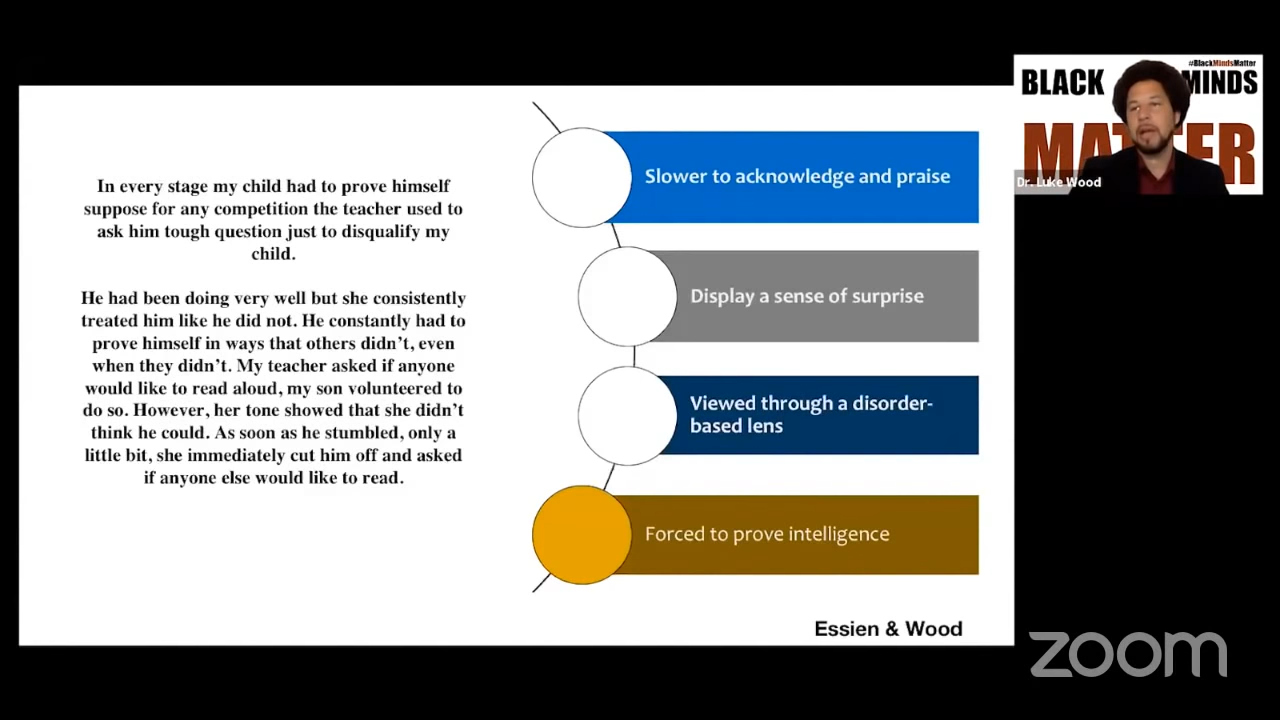 In every stage my child had to prove himself
suppose for any competition the teacher used to
ask him tough question just to disqualify my
child.
He had been doing very well but she consistently
treated him like he did not. He constantly had to
prove himself in ways that others didn't, even
when they didn't. My teacher asked if anyone
would like to read aloud, my son volunteered to
do so. However, her tone showed that she didn't
think he could. As soon as he stumbled, only a
little bit, she immediately cut him off and asked
if anyone else would like to read.
Slower to acknowledge and praise
Display a sense of surprise
Viewed through a disorder-
based lens
Forced to prove intelligence
Essien & Wood
#BlackMindsMatter
BLACK MINDS
Dr. Luke Wood
zoom